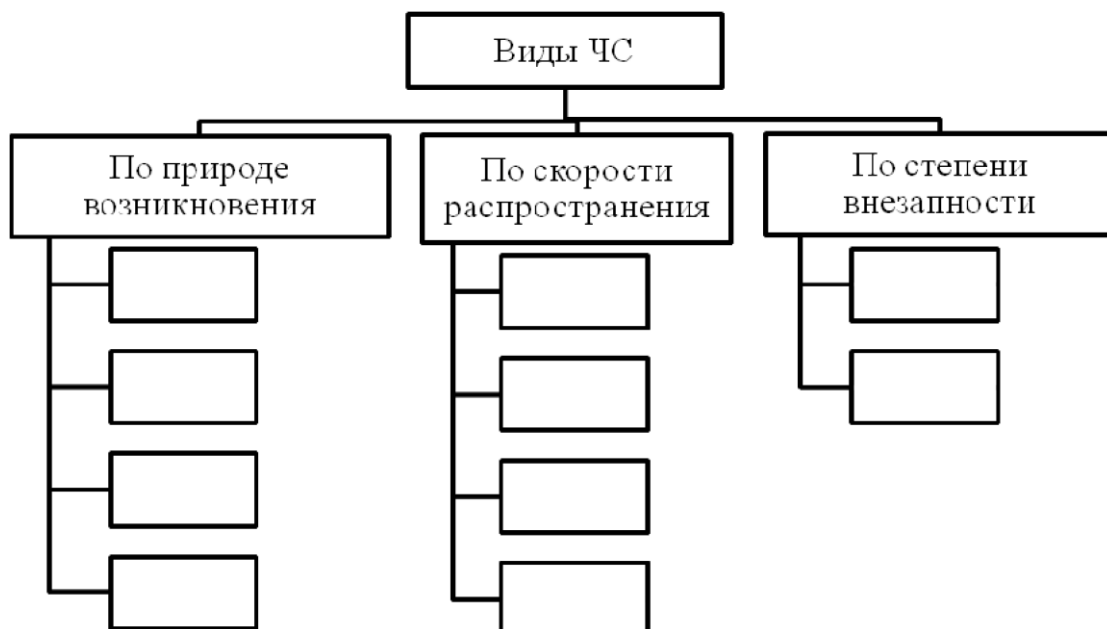 Виды ЧС
По природе
возникновения
По скорости
распространения
По степени
внезапности